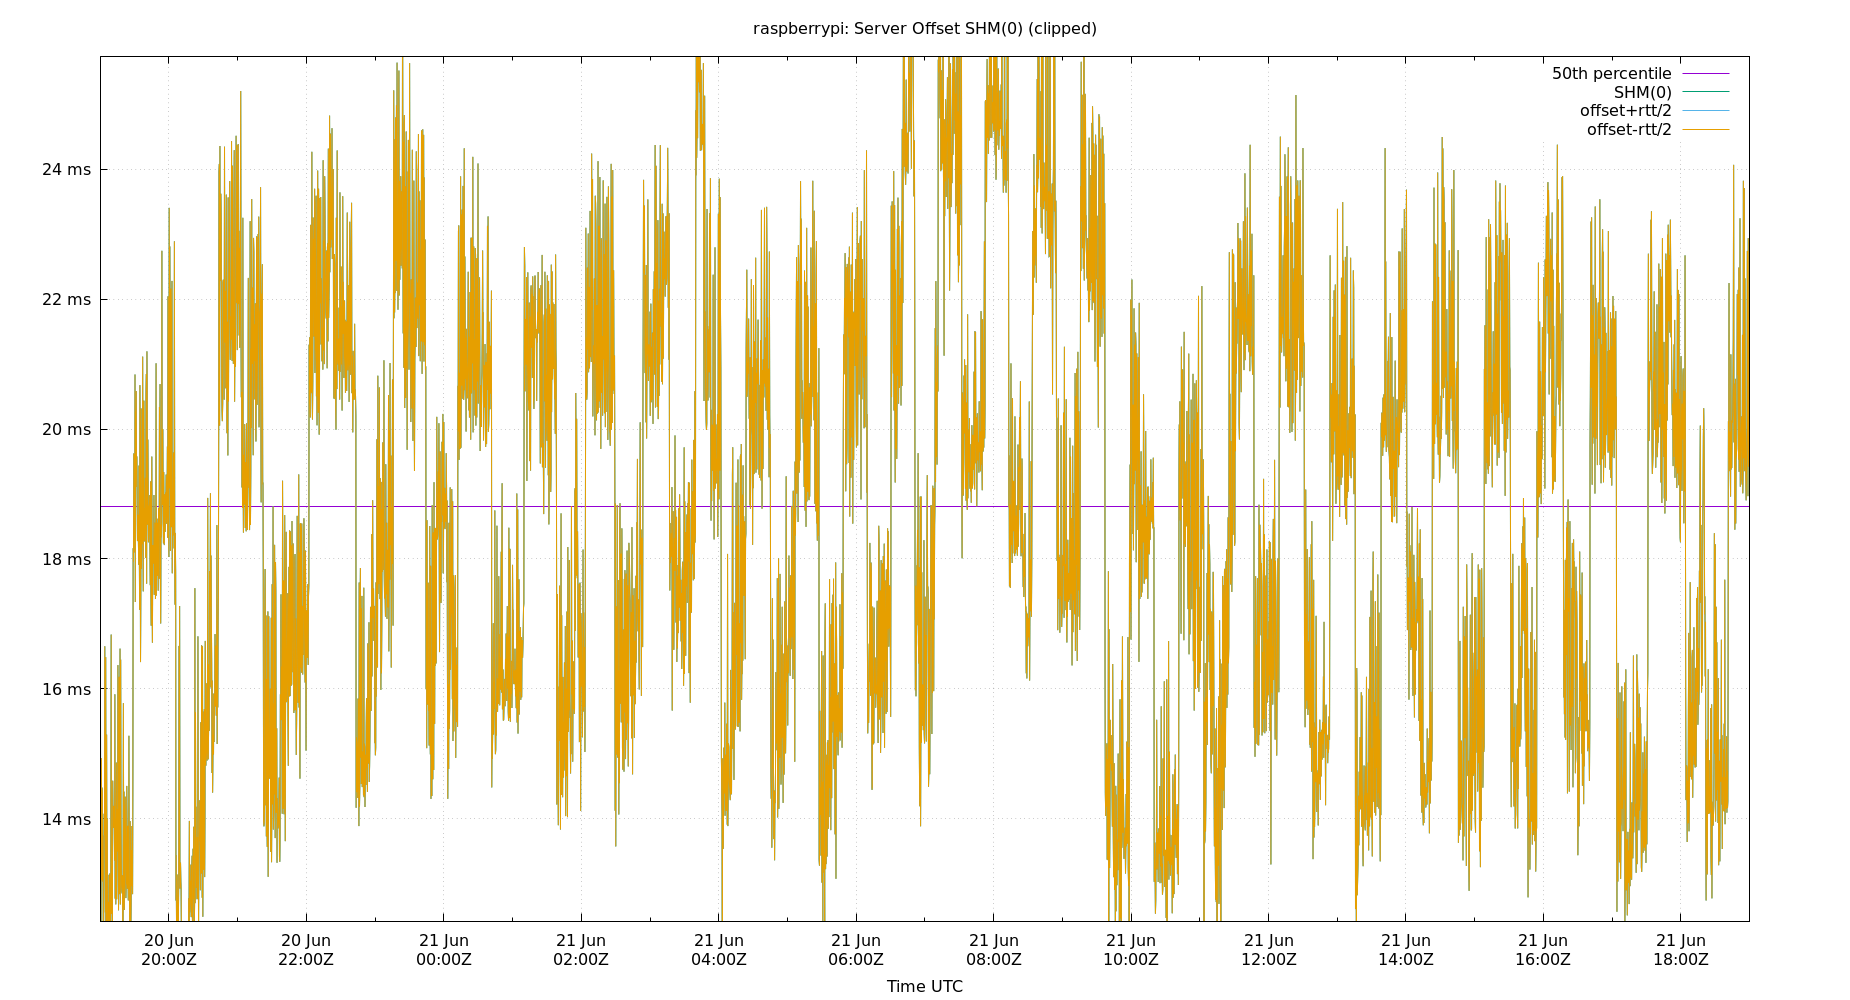 raspberrypi: Server Offset SHM(0) (clipped)
50th percentile
SHM(0)
offset+rtt/2
offset-rtt/2
24 ms
22 ms
20 ms
18 ms
16 ms
14 ms
20 Jun 20 Jun 21 Jun 21 Jun 21 Jun 21 Jun 21 Jun 21 Jun 21 Jun 21 Jun 21 Jun 21 Jun
20:00Z 22:00Z 00:00Z 02:00Z 04:00Z 06:00Z 08:00Z 10:00Z 12:00Z 14:00Z 16:00Z 18:00Z
Time UTC